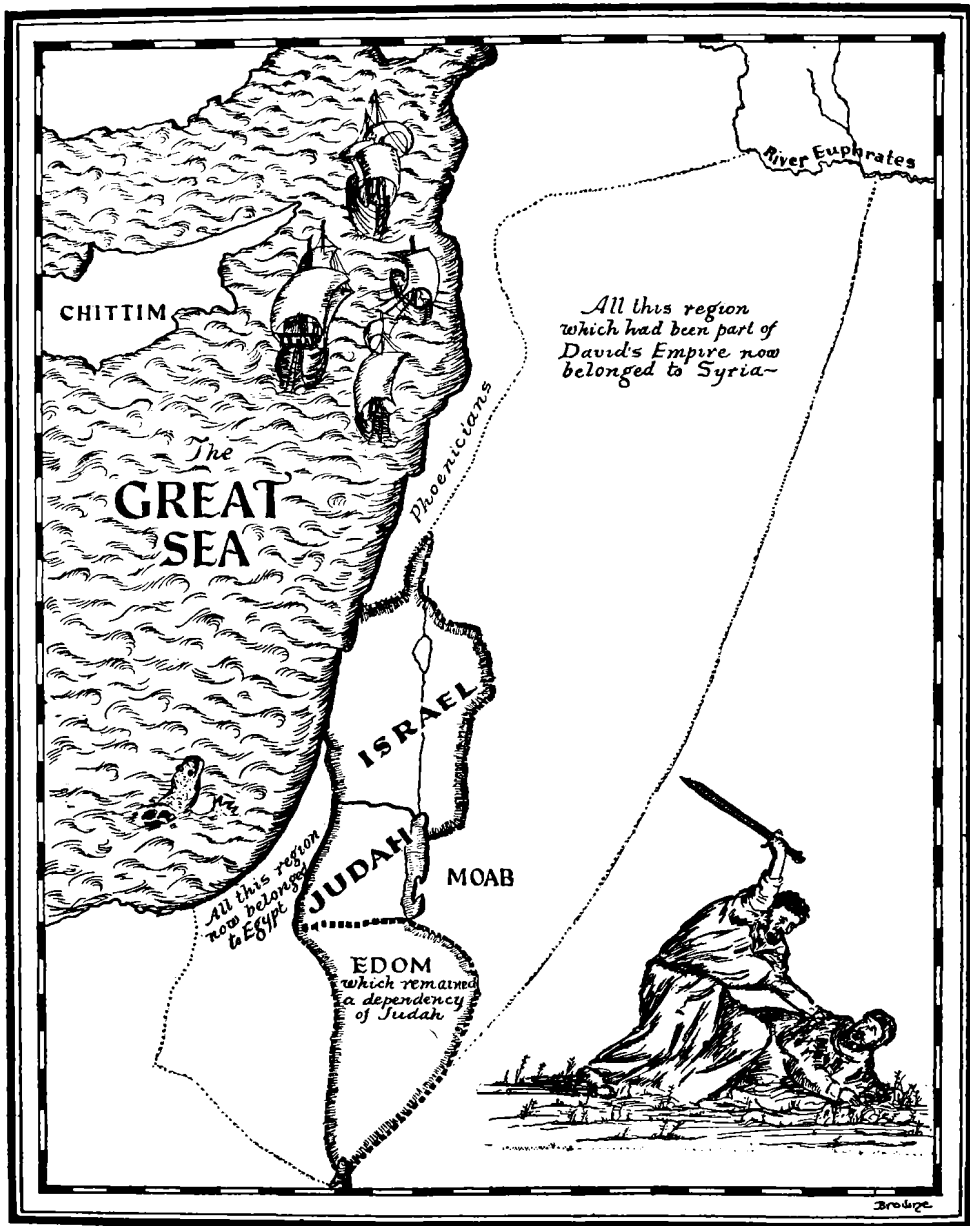 River Euphrates
CHITTIM
All this region
which had been part of
David's Empire now
belonged to Syria~
Phoenicians
The
GREAT
SEA
ISRAEL
JUDAH
MOAB
All this region
now belonged
to Egypt
EDOM
which remained
a dependency
of Judah
Browne